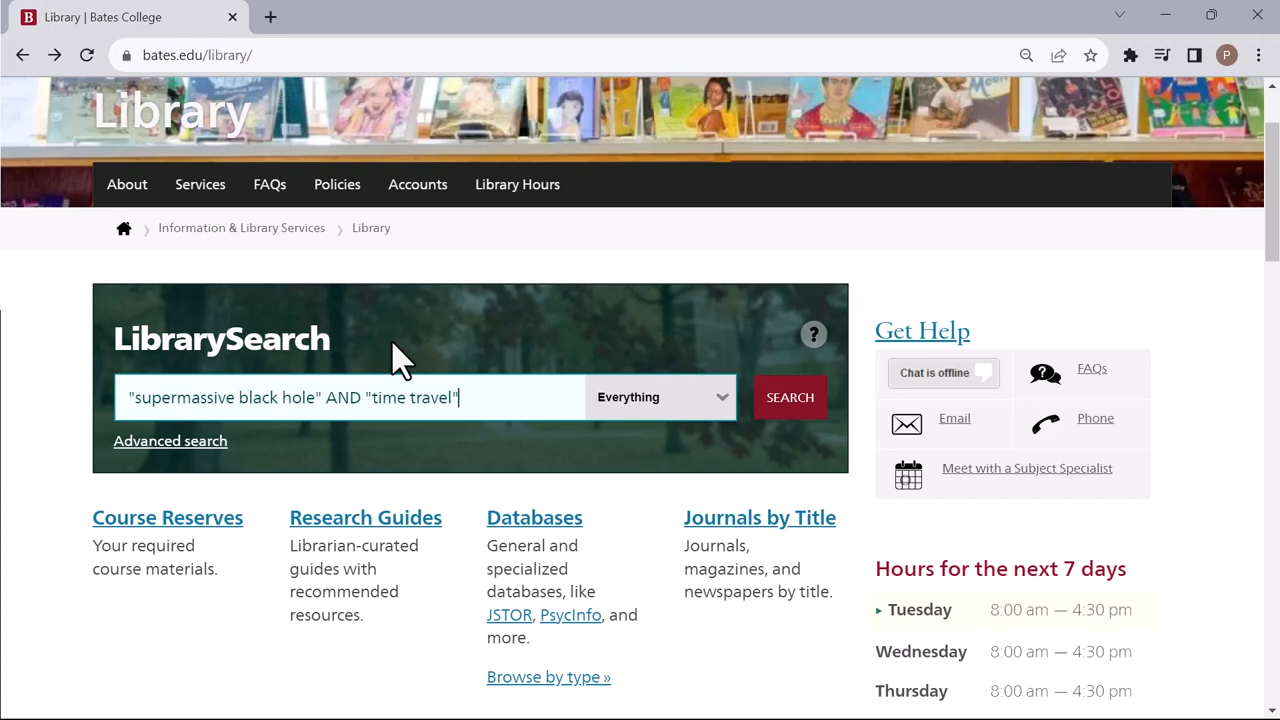 B Library | Bates College
bates.edu/library/
P
Library
About Services FAQs Policies Accounts Library Hours
Information & Library Services Library
LibrarySearch
?
"supermassive black hole" AND "time travel"
Everything
SEARCH
Advanced search
Get Help
Chat is offline
FAQs
Email
Phone
Meet with a Subject Specialist
Course Reserves
Your required
course materials.
Research Guides
Librarian-curated
guides with
recommended
resources.
Databases
General and
specialized
databases, like
JSTOR, PsycInfo, and
more.
Browse by type »
Journals by Title
Journals,
magazines, and
newspapers by title.
Hours for the next 7 days
Tuesday 8:00 am — 4:30 pm
Wednesday 8:00 am — 4:30 pm
Thursday 8:00 am — 4:30 pm